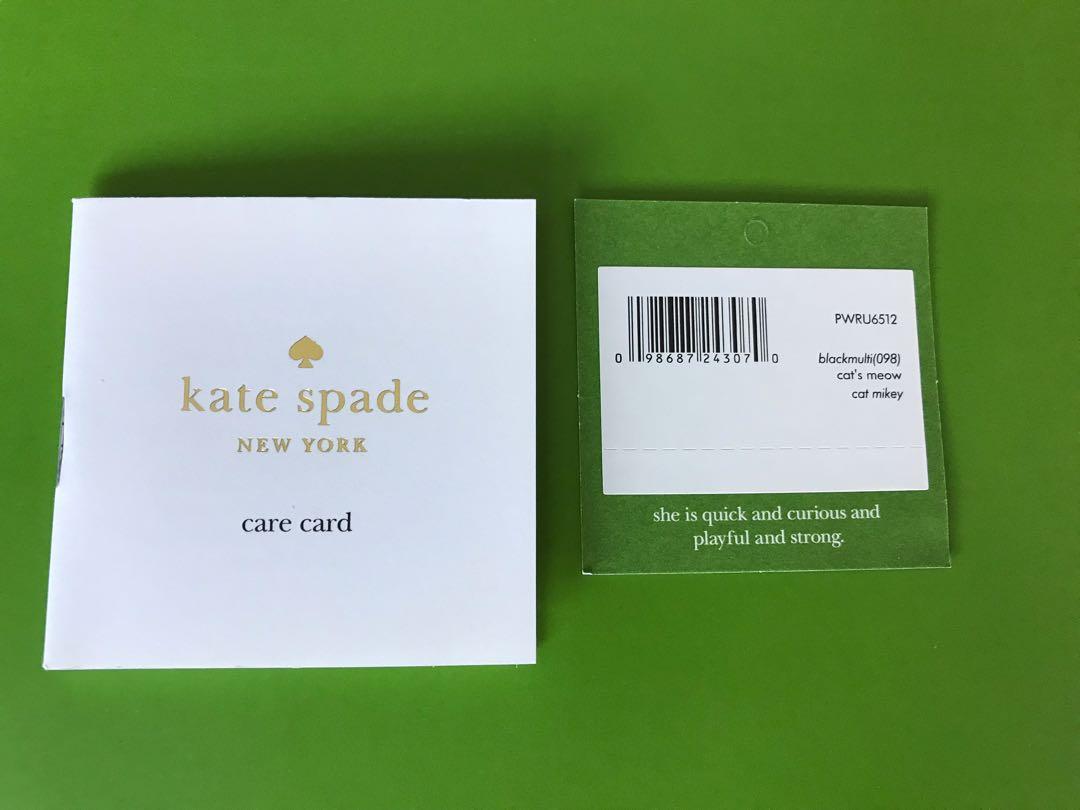 kate spade
NEW YORK
care card
PWRU6512
0 98687 24307 0
blackmulti(098)
cat's meow
cat mikey
she is quick and curious and
playful and strong.